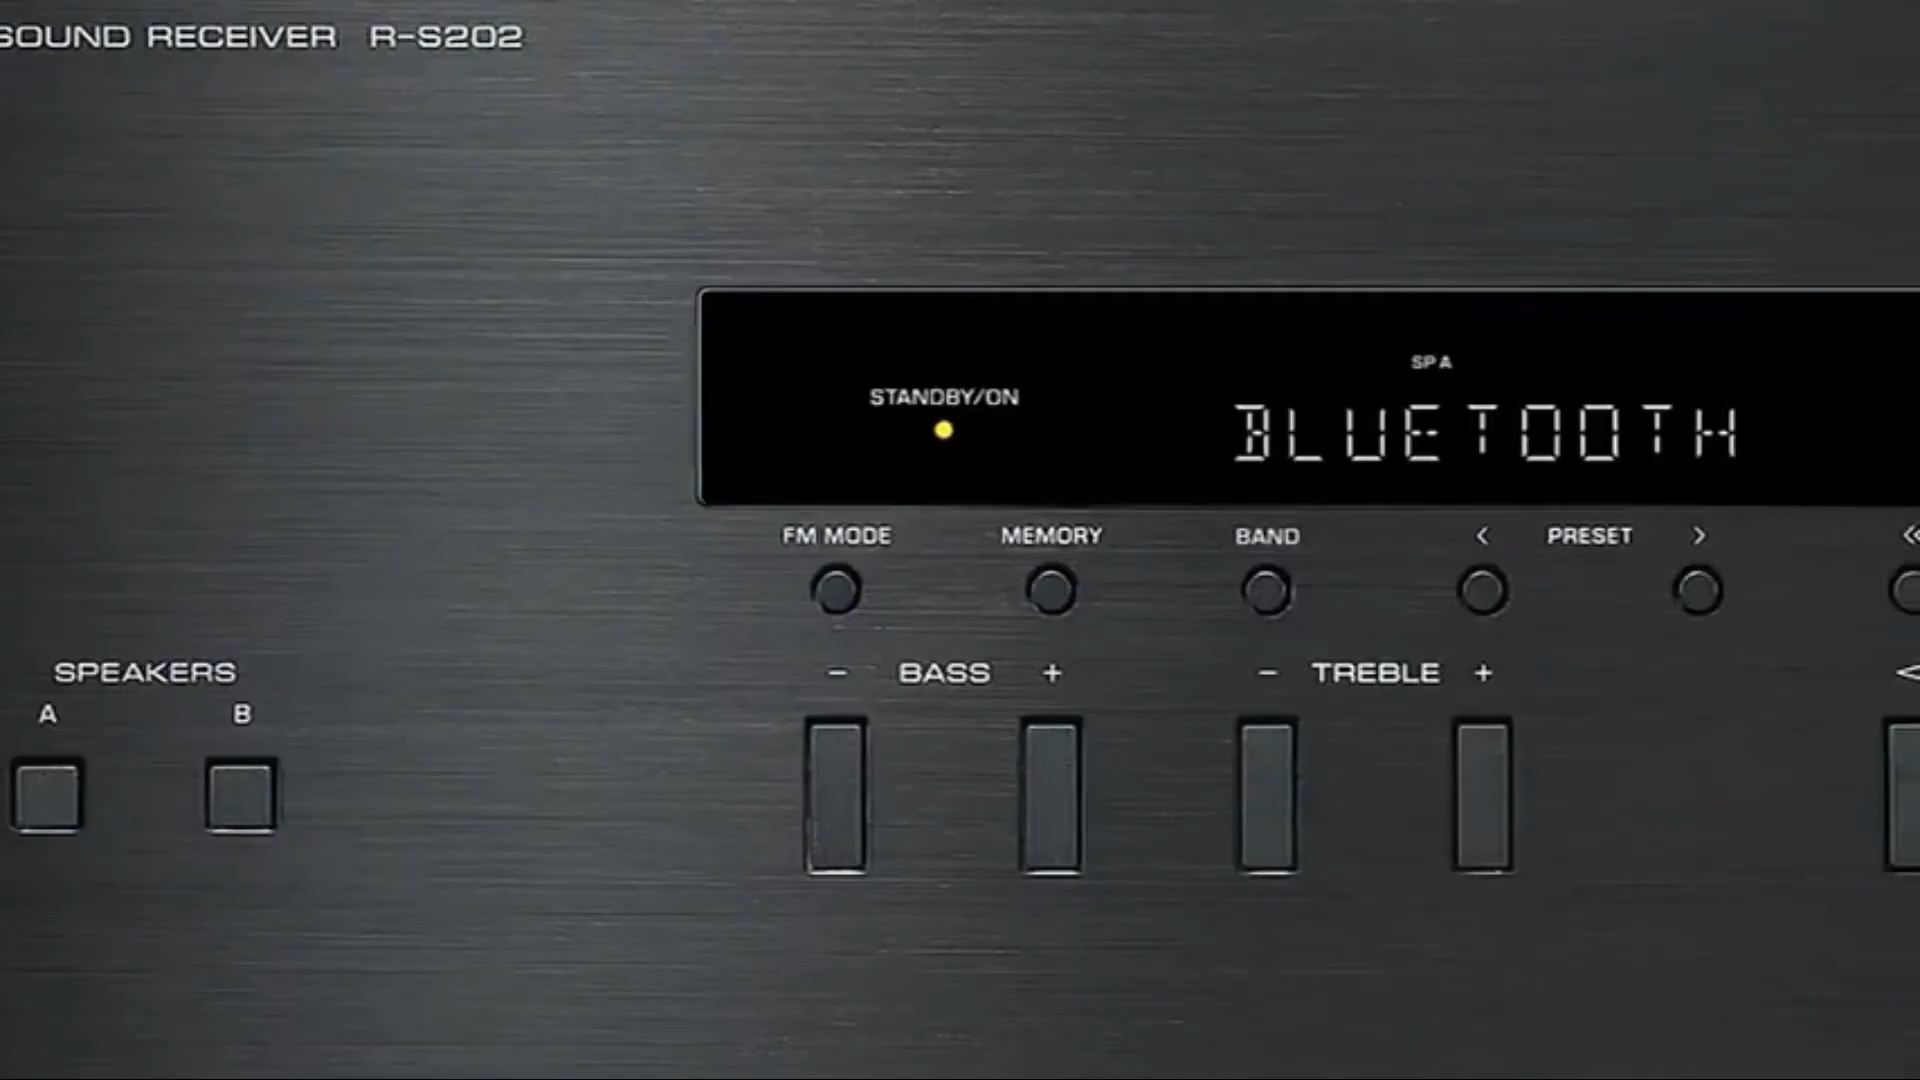 SOUND RECEIVER R-S202
SP A
STANDBY/ON
BLUETOOTH
FM MODE MEMORY BAND < PRESET > <<
SPEAKERS
- BASS + - TREBLE + <
A B